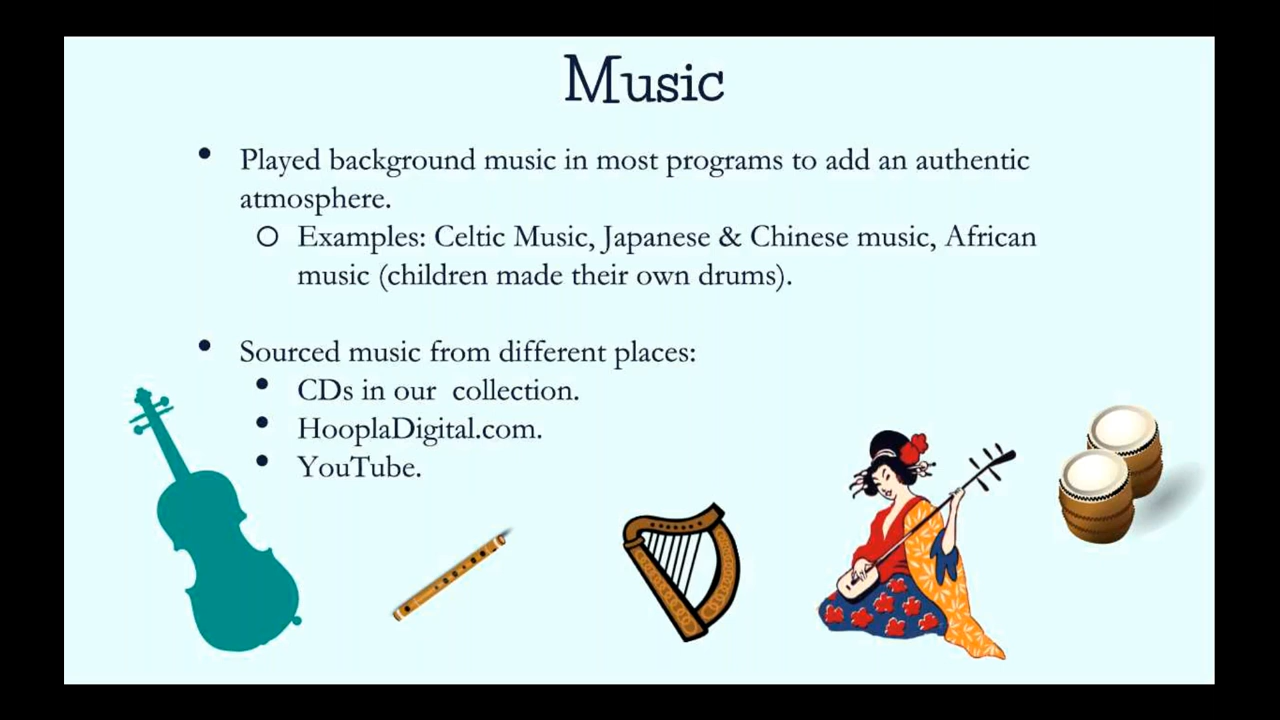 Music
• Played background music in most programs to add an authentic
atmosphere.
o Examples: Celtic Music, Japanese & Chinese music, African
music (children made their own drums).
• Sourced music from different places:
• CDs in our  collection.
• HooplaDigital.com.
• YouTube.